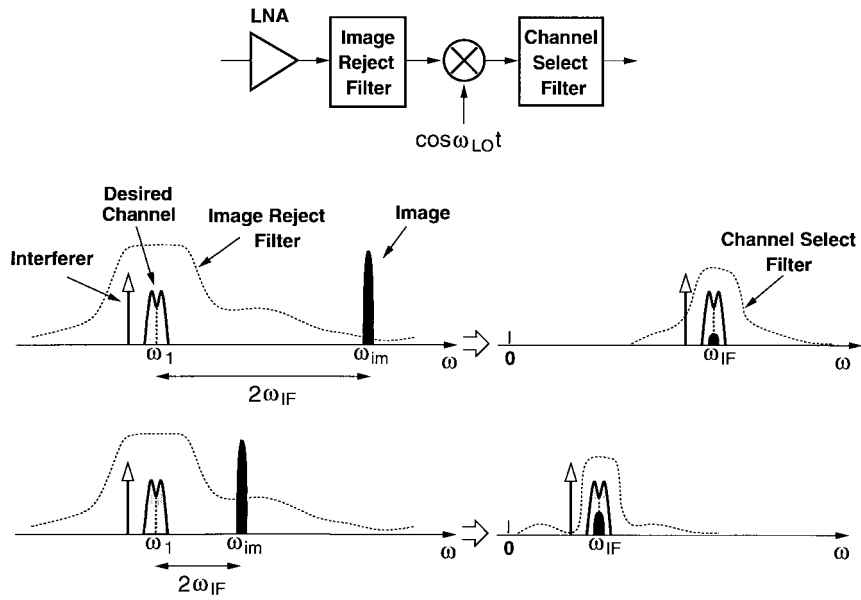 LNA
Image
Reject
Filter
Channel
Select
Filter
cosω_LO t
Desired
Channel
Image Reject
Filter
Interferer
Image
Channel Select
Filter
ω_1
ω_im
ω
2ω_IF
0
ω_IF
ω
ω_1
ω_im
ω
2ω_IF
0
ω_IF
ω